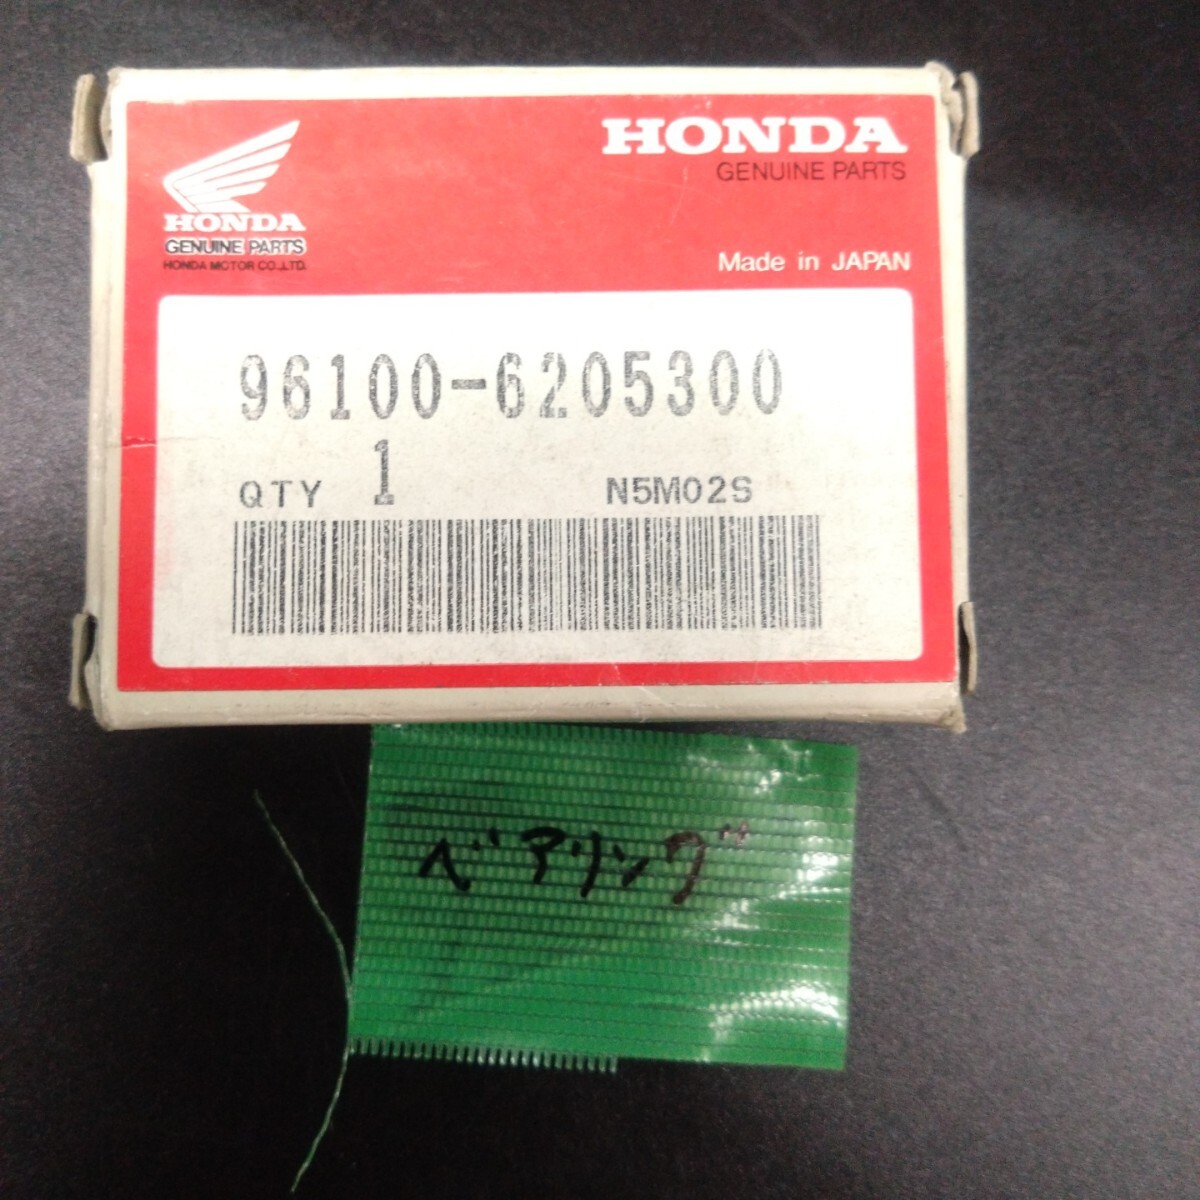 HONDA
GENUINE PARTS
HONDA
GENUINE PARTS
HONDA MOTOR CO.,LTD.
Made in JAPAN
96100-6205300
QTY 1 N5M02S
ベアリング